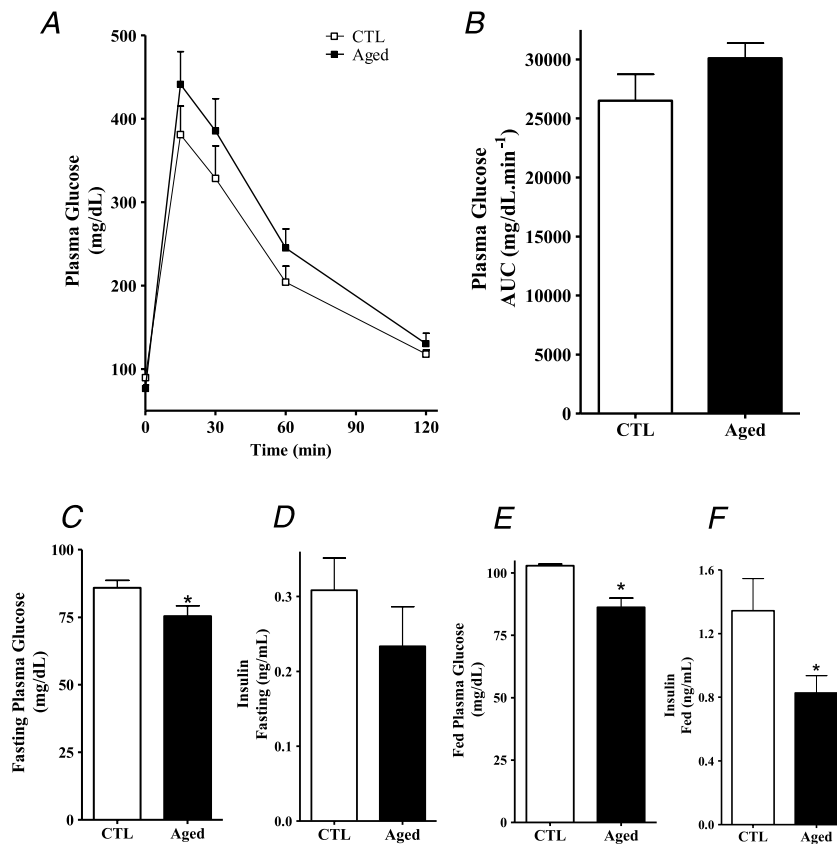 A
500
400
300
200
100
Plasma Glucose
(mg/dL)
0
30
60
90
120
Time (min)
CTL
Aged
B
30000
25000
20000
15000
10000
5000
0
Plasma Glucose
AUC (mg/dL.min⁻¹)
CTL
Aged
C
100
75
50
25
0
Fasting Plasma Glucose
(mg/dL)
*
CTL
Aged
D
0.3
0.2
0.1
0.0
Insulin
Fasting (ng/mL)
CTL
Aged
E
100
75
50
25
0
Fed Plasma Glucose
(mg/dL)
*
CTL
Aged
F
1.6
1.2
0.8
0.4
0.0
Insulin
Fed (ng/mL)
*
CTL
Aged